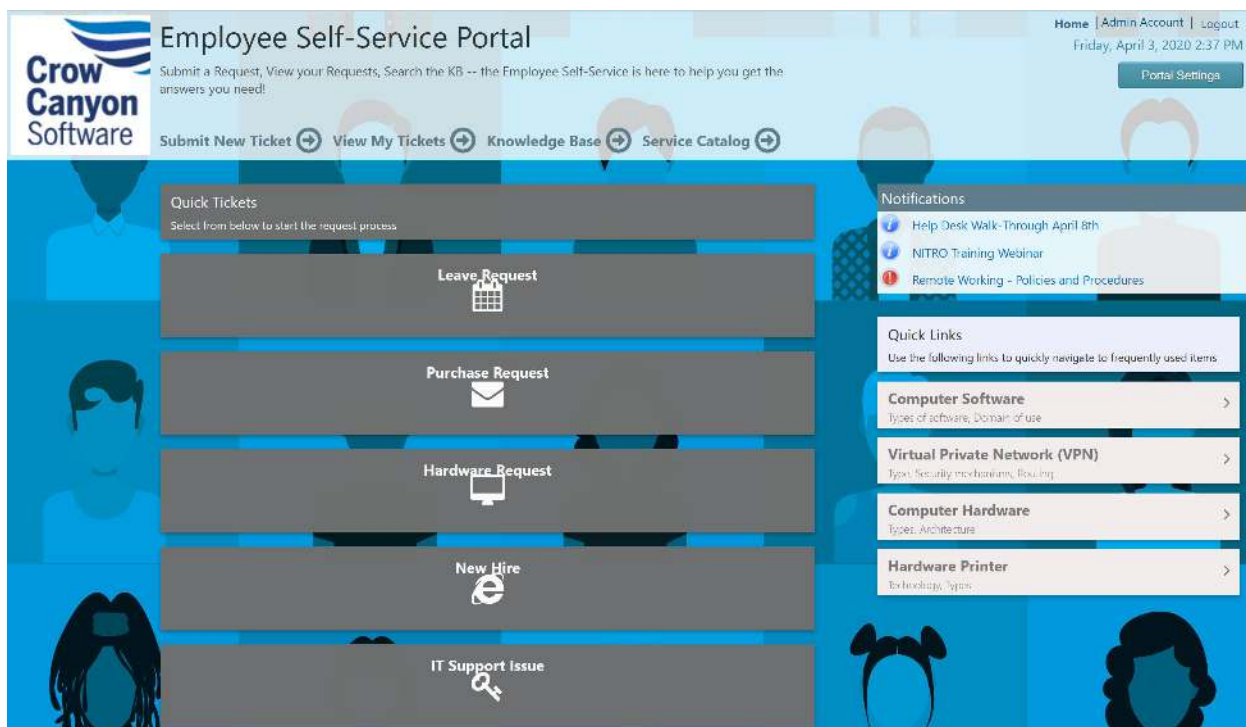 Crow
Canyon
Software
Employee Self-Service Portal
Submit a Request, View your Requests, Search the KB -- the Employee Self-Service is here to help you get the
answers you need!
Submit New Ticket View My Tickets Knowledge Base Service Catalog
Home | Admin Account | Logout
Friday, April 3, 2020 2:37 PM
Portal Settings
Quick Tickets
Select from below to start the request process
Leave Request
Purchase Request
Hardware Request
New Hire
IT Support Issue
Notifications
Help Desk Walk-Through April 8th
NITRO Training Webinar
Remote Working - Policies and Procedures
Quick Links
Use the following links to quickly navigate to frequently used items
Computer Software
Types of software, Domain of use
Virtual Private Network (VPN)
Type, Security mechanisms, Routing
Computer Hardware
Types, Architecture
Hardware Printer
Technology, Types